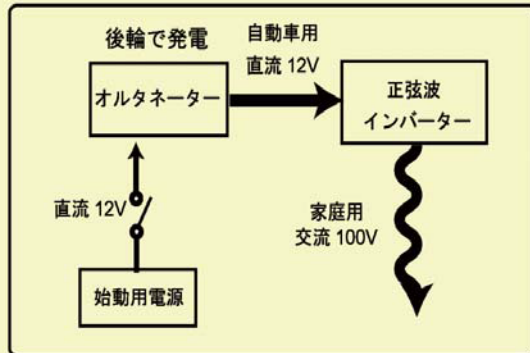 後輪で発電
自動車用
直流 12V
オルタネーター
正弦波
インバーター
直流 12V
家庭用
交流 100V
始動用電源